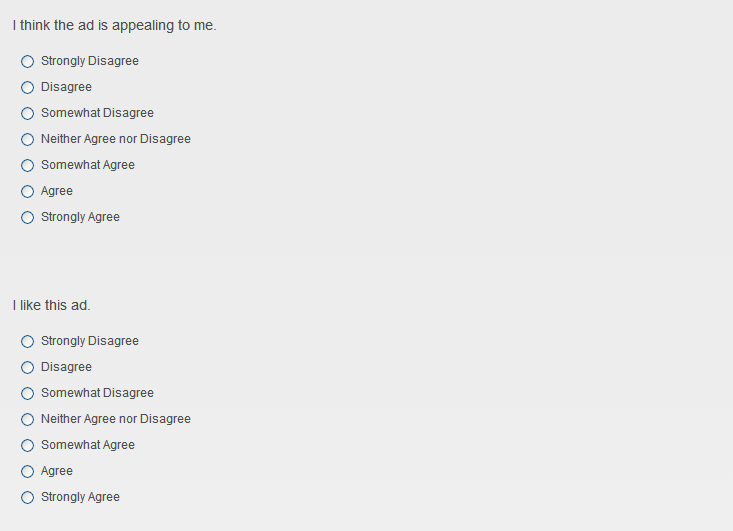 I think the ad is appealing to me.
Strongly Disagree
Disagree
Somewhat Disagree
Neither Agree nor Disagree
Somewhat Agree
Agree
Strongly Agree
I like this ad.
Strongly Disagree
Disagree
Somewhat Disagree
Neither Agree nor Disagree
Somewhat Agree
Agree
Strongly Agree